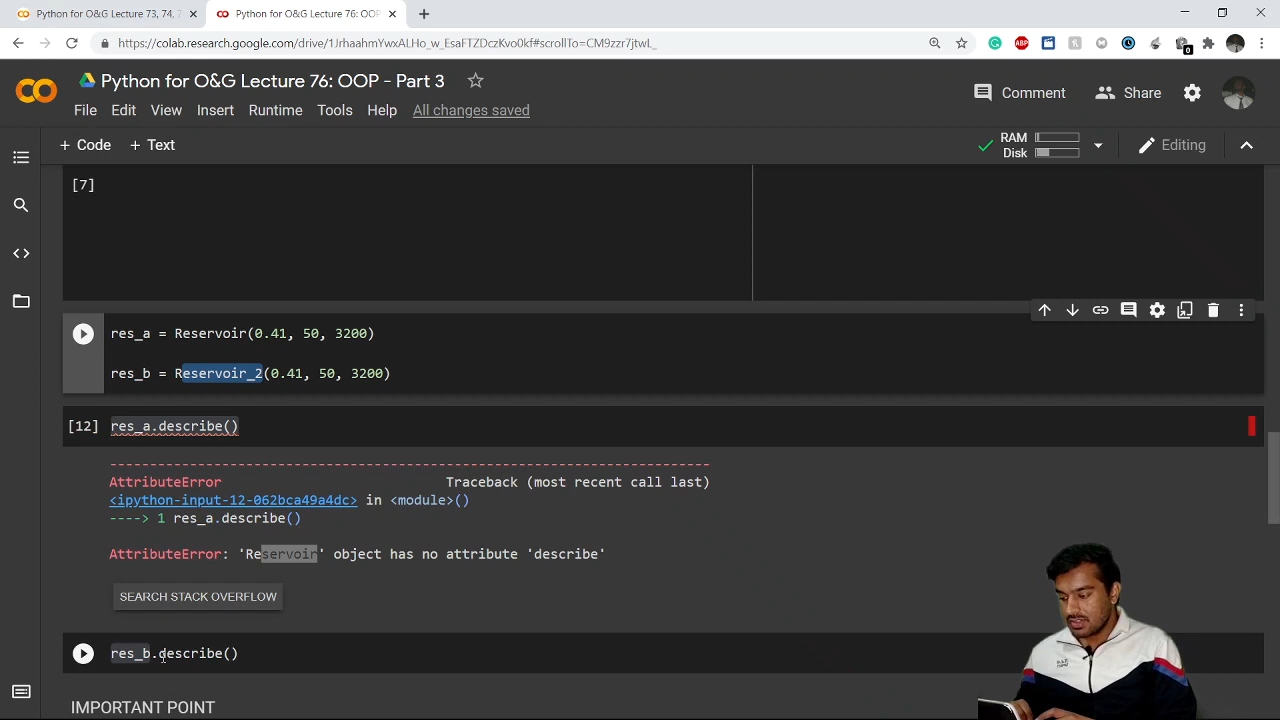 Python for O&G Lecture 73, 74, 7
Python for O&G Lecture 76: OOP
https://colab.research.google.com/drive/1JrhaahmYwxALHo_w_EsaFTZDczKvo0kf#scrollTo=CM9zzr7jtwL_
Python for O&G Lecture 76: OOP - Part 3
File Edit View Insert Runtime Tools Help All changes saved
Comment Share
+ Code + Text
RAM
Disk
Editing
[7]
res_a = Reservoir(0.41, 50, 3200)
res_b = Reservoir_2(0.41, 50, 3200)
[12] res_a.describe()
---------------------------------------------------------------------------
AttributeError Traceback (most recent call last)
<ipython-input-12-062bca49a4dc> in <module>()
----> 1 res_a.describe()
AttributeError: 'Reservoir' object has no attribute 'describe'
SEARCH STACK OVERFLOW
res_b.describe()
IMPORTANT POINT